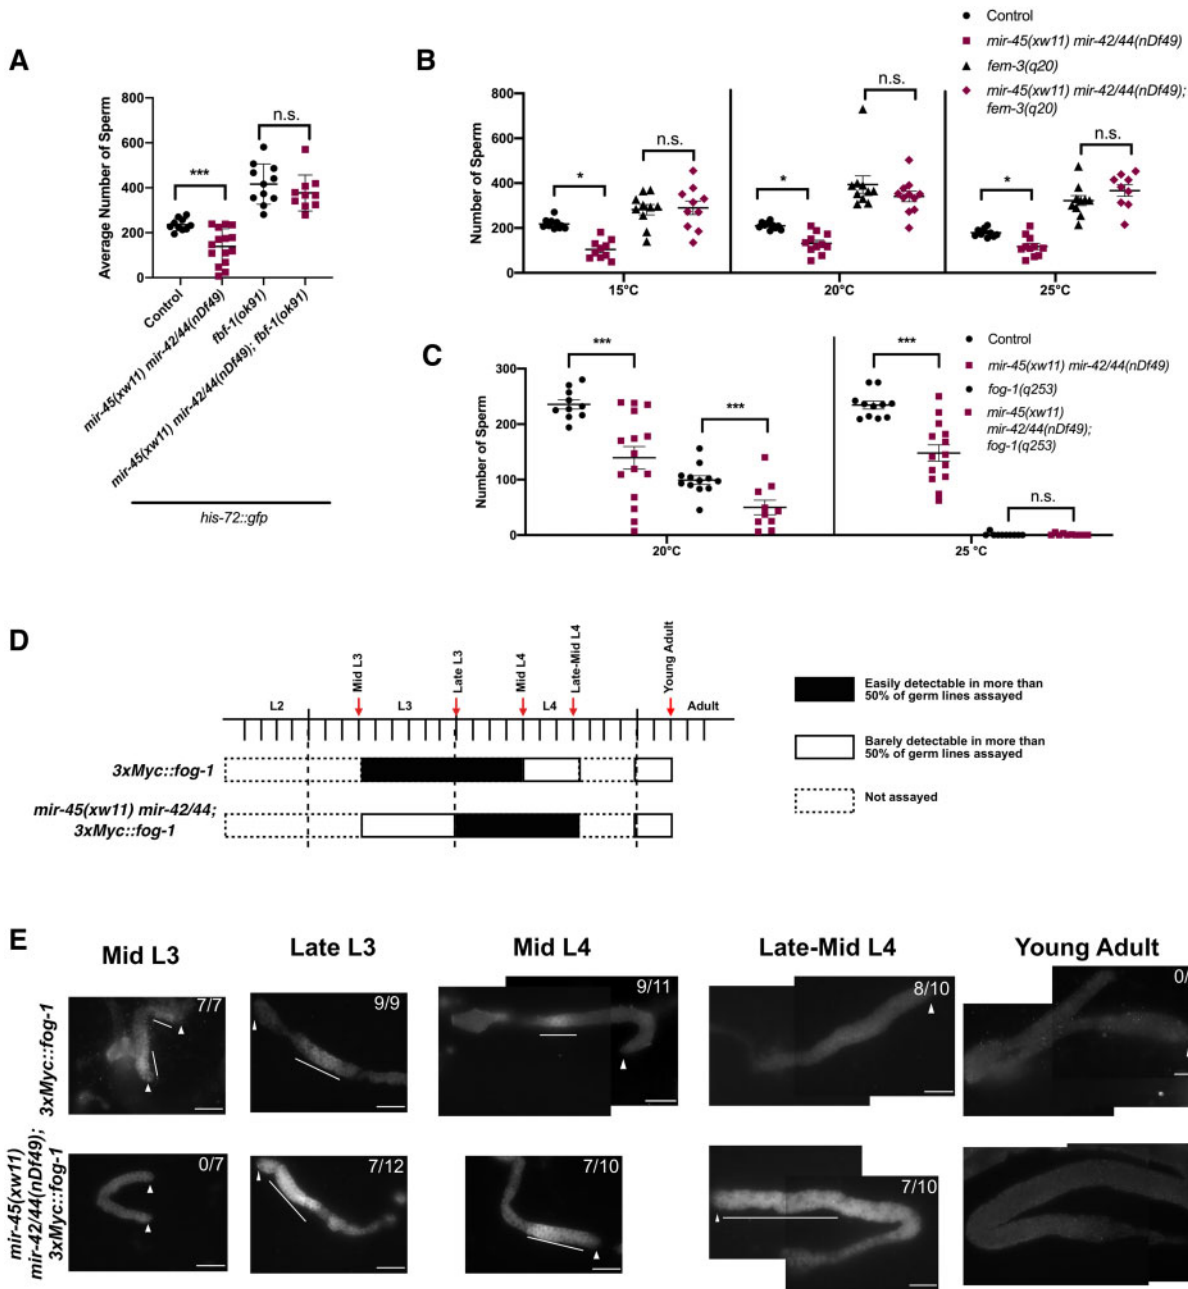 A
Average Number of Sperm
800
600
400
200
0
***
n.s.
Control
mir-45(xw11) mir-42/44(nDf49)
fbf-1(ok91)
mir-45(xw11) mir-42/44(nDf49); fbf-1(ok91)
his-72::gfp
B
Number of Sperm
800
600
400
200
0
*
n.s.
*
n.s.
*
n.s.
15°C
20°C
25°C
Control
mir-45(xw11) mir-42/44(nDf49)
fem-3(q20)
mir-45(xw11) mir-42/44(nDf49);
fem-3(q20)
C
Number of Sperm
300
200
100
0
***
***
***
n.s.
20°C
25°C
Control
mir-45(xw11) mir-42/44(nDf49)
fog-1(q253)
mir-45(xw11)
mir-42/44(nDf49);
fog-1(q253)
D
Mid L3
Late L3
Mid L4
Late-Mid L4
Young Adult
L2
L3
L4
Adult
3xMyc::fog-1
mir-45(xw11) mir-42/44;
3xMyc::fog-1
Easily detectable in more than
50% of germ lines assayed
Barely detectable in more than
50% of germ lines assayed
Not assayed
E
Mid L3
Late L3
Mid L4
Late-Mid L4
Young Adult
3xMyc::fog-1
7/7
9/9
9/11
8/10
0/
mir-45(xw11)
mir-42/44(nDf49);
3xMyc::fog-1
0/7
7/12
7/10
7/10